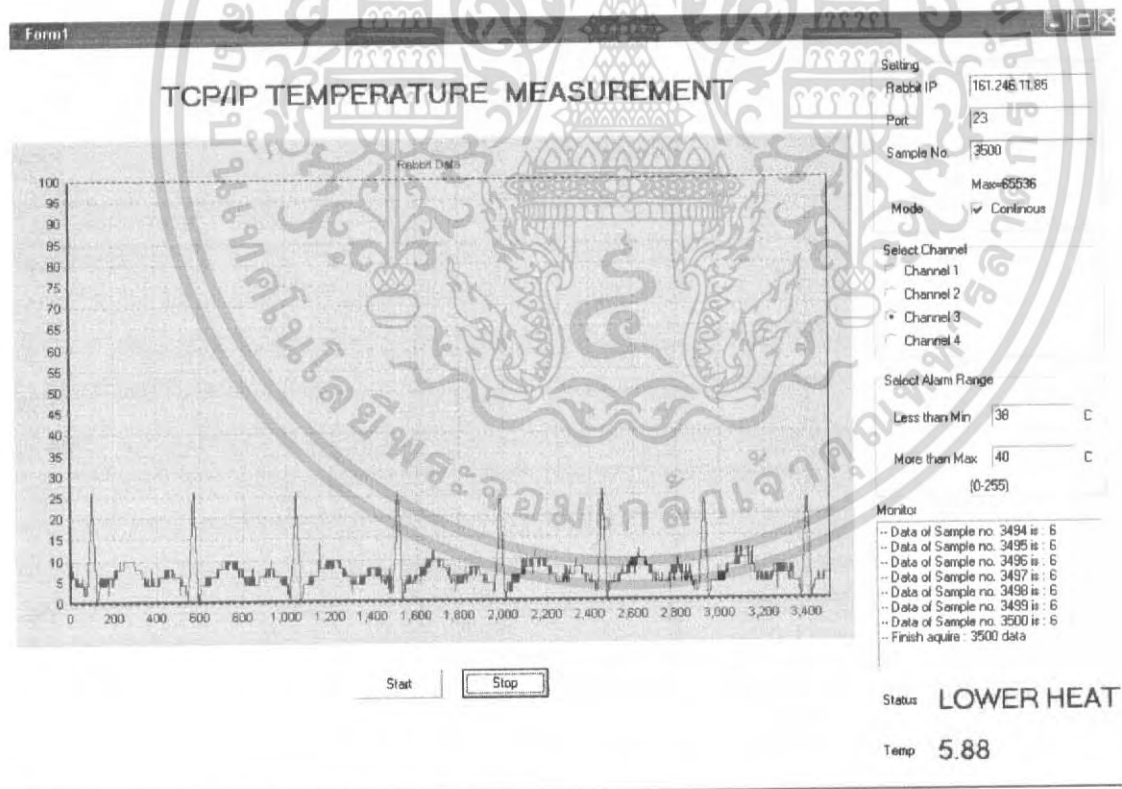 Form1
TCP/IP TEMPERATURE MEASUREMENT
Rabbit Data
100
95
90
85
80
75
70
65
60
55
50
45
40
35
30
25
20
15
10
5
0
0 200 400 600 800 1,000 1,200 1,400 1,600 1,800 2,000 2,200 2,400 2,600 2,800 3,000 3,200 3,400
Start Stop
Setting
Rabbit IP 161.246.11.85
Port 23
Sample No. 3500
Max=65536
Mode Continous
Select Channel
Channel 1
Channel 2
Channel 3
Channel 4
Select Alarm Range
Less than Min 38 C
More than Max 40 C
(0-255)
Monitor
-- Data of Sample no. 3494 is : 6
-- Data of Sample no. 3495 is : 6
-- Data of Sample no. 3496 is : 6
-- Data of Sample no. 3497 is : 6
-- Data of Sample no. 3498 is : 6
-- Data of Sample no. 3499 is : 6
-- Data of Sample no. 3500 is : 6
-- Finish aquire : 3500 data
Status LOWER HEAT
Temp 5.88